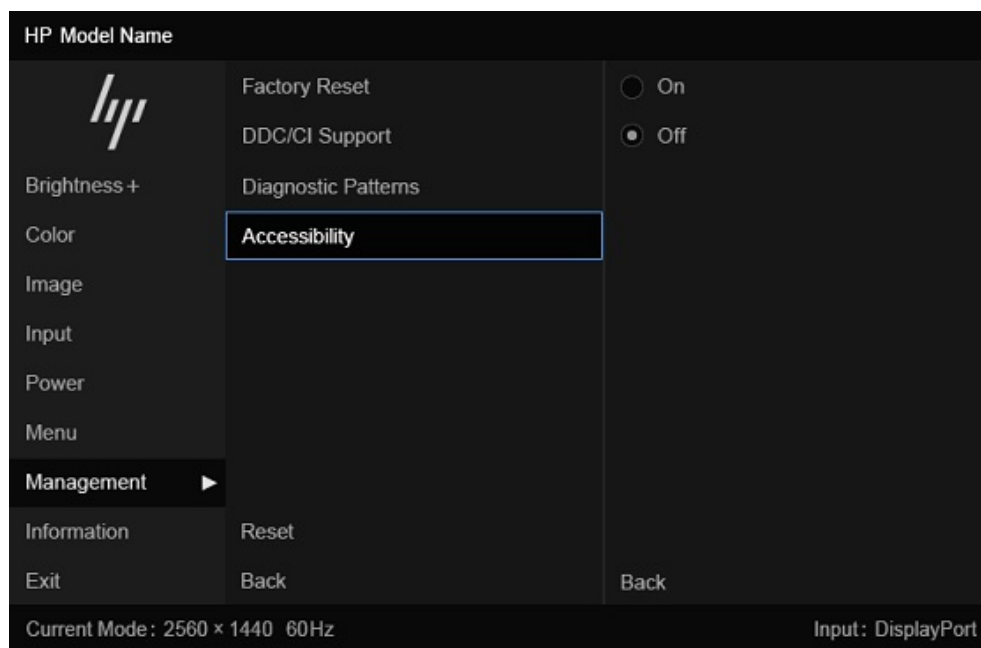 HP Model Name
hp
Factory Reset
On
DDC/CI Support
Off
Brightness+
Diagnostic Patterns
Color
Accessibility
Image
Input
Power
Menu
Management
Information
Reset
Exit
Back
Back
Current Mode: 2560 × 1440 60Hz
Input: DisplayPort